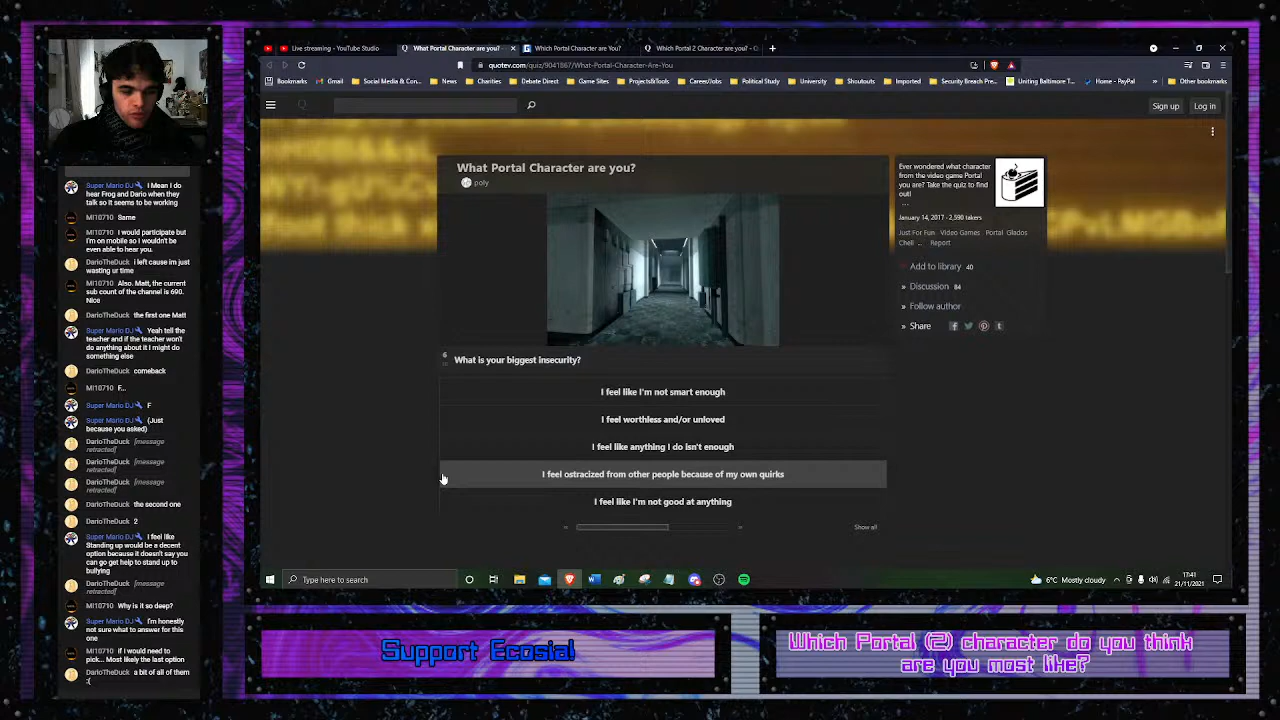 Super Mario DJ I Mean I do
hear Frog and Dario when they
talk so it seems to be working
MI10710 Same
MI10710 I would participate but
I'm on mobile so I wouldn't be
even able to hear you.
DarioTheDuck i left cause im just
wasting ur time
MI10710 Also. Matt, the current
sub count of the channel is 690.
Nice
DarioTheDuck the first one Matt
Super Mario DJ Yeah tell the
teacher and if the teacher won't
do anything about it I might do
something else
DarioTheDuck comeback
MI10710 F...
Super Mario DJ F
Super Mario DJ (Just
because you asked)
DarioTheDuck [message
retracted]
DarioTheDuck [message
retracted]
DarioTheDuck [message
retracted]
DarioTheDuck the second one
DarioTheDuck 2
Super Mario DJ I feel like
Standing up would be a decent
option because it doesn't say you
can go get help to stand up to
bullying
DarioTheDuck [message
retracted]
MI10710 Why is it so deep?
Super Mario DJ I'm honestly
not sure what to answer for this
one
MI10710 if I would need to
pick... Most likely the last option
DarioTheDuck a bit of all of them
:(
Live streaming - YouTube Studio
What Portal Character are you?
Which Portal Character are You?
Which Portal 2 Character are you? -
quotev.com/quiz/9041867/What-Portal-Character-Are-You
Bookmarks Gmail Social Media & Con... News Charities Debate Direct Game Sites Projects&Tools Careers/Jobs Political Study University Shoutouts Imported Security Breach Pre... Uniting Baltimore T... Home - PayPal » Other bookmarks
Sign up Log in
What Portal Character are you?
poly
6
What is your biggest insecurity?
I feel like I'm not smart enough
I feel worthless and/or unloved
I feel like anything I do isn't enough
I feel ostracized from other people because of my own quirks
I feel like I'm not good at anything
« » Show all
Ever wondered what
character from
the video game Portal
you are? Take the quiz to find
out!
...
January 14, 2017 · 2,590 takers
Just For Fun Video Games Portal Glados
Chell ... Report
Add to library 40
» Discussion 84
» Follow author
» Share
Type here to search
6°C Mostly cloudy
17:41
21/11/2021
Support Ecosia!
Which Portal (2) character do you think
are you most like?